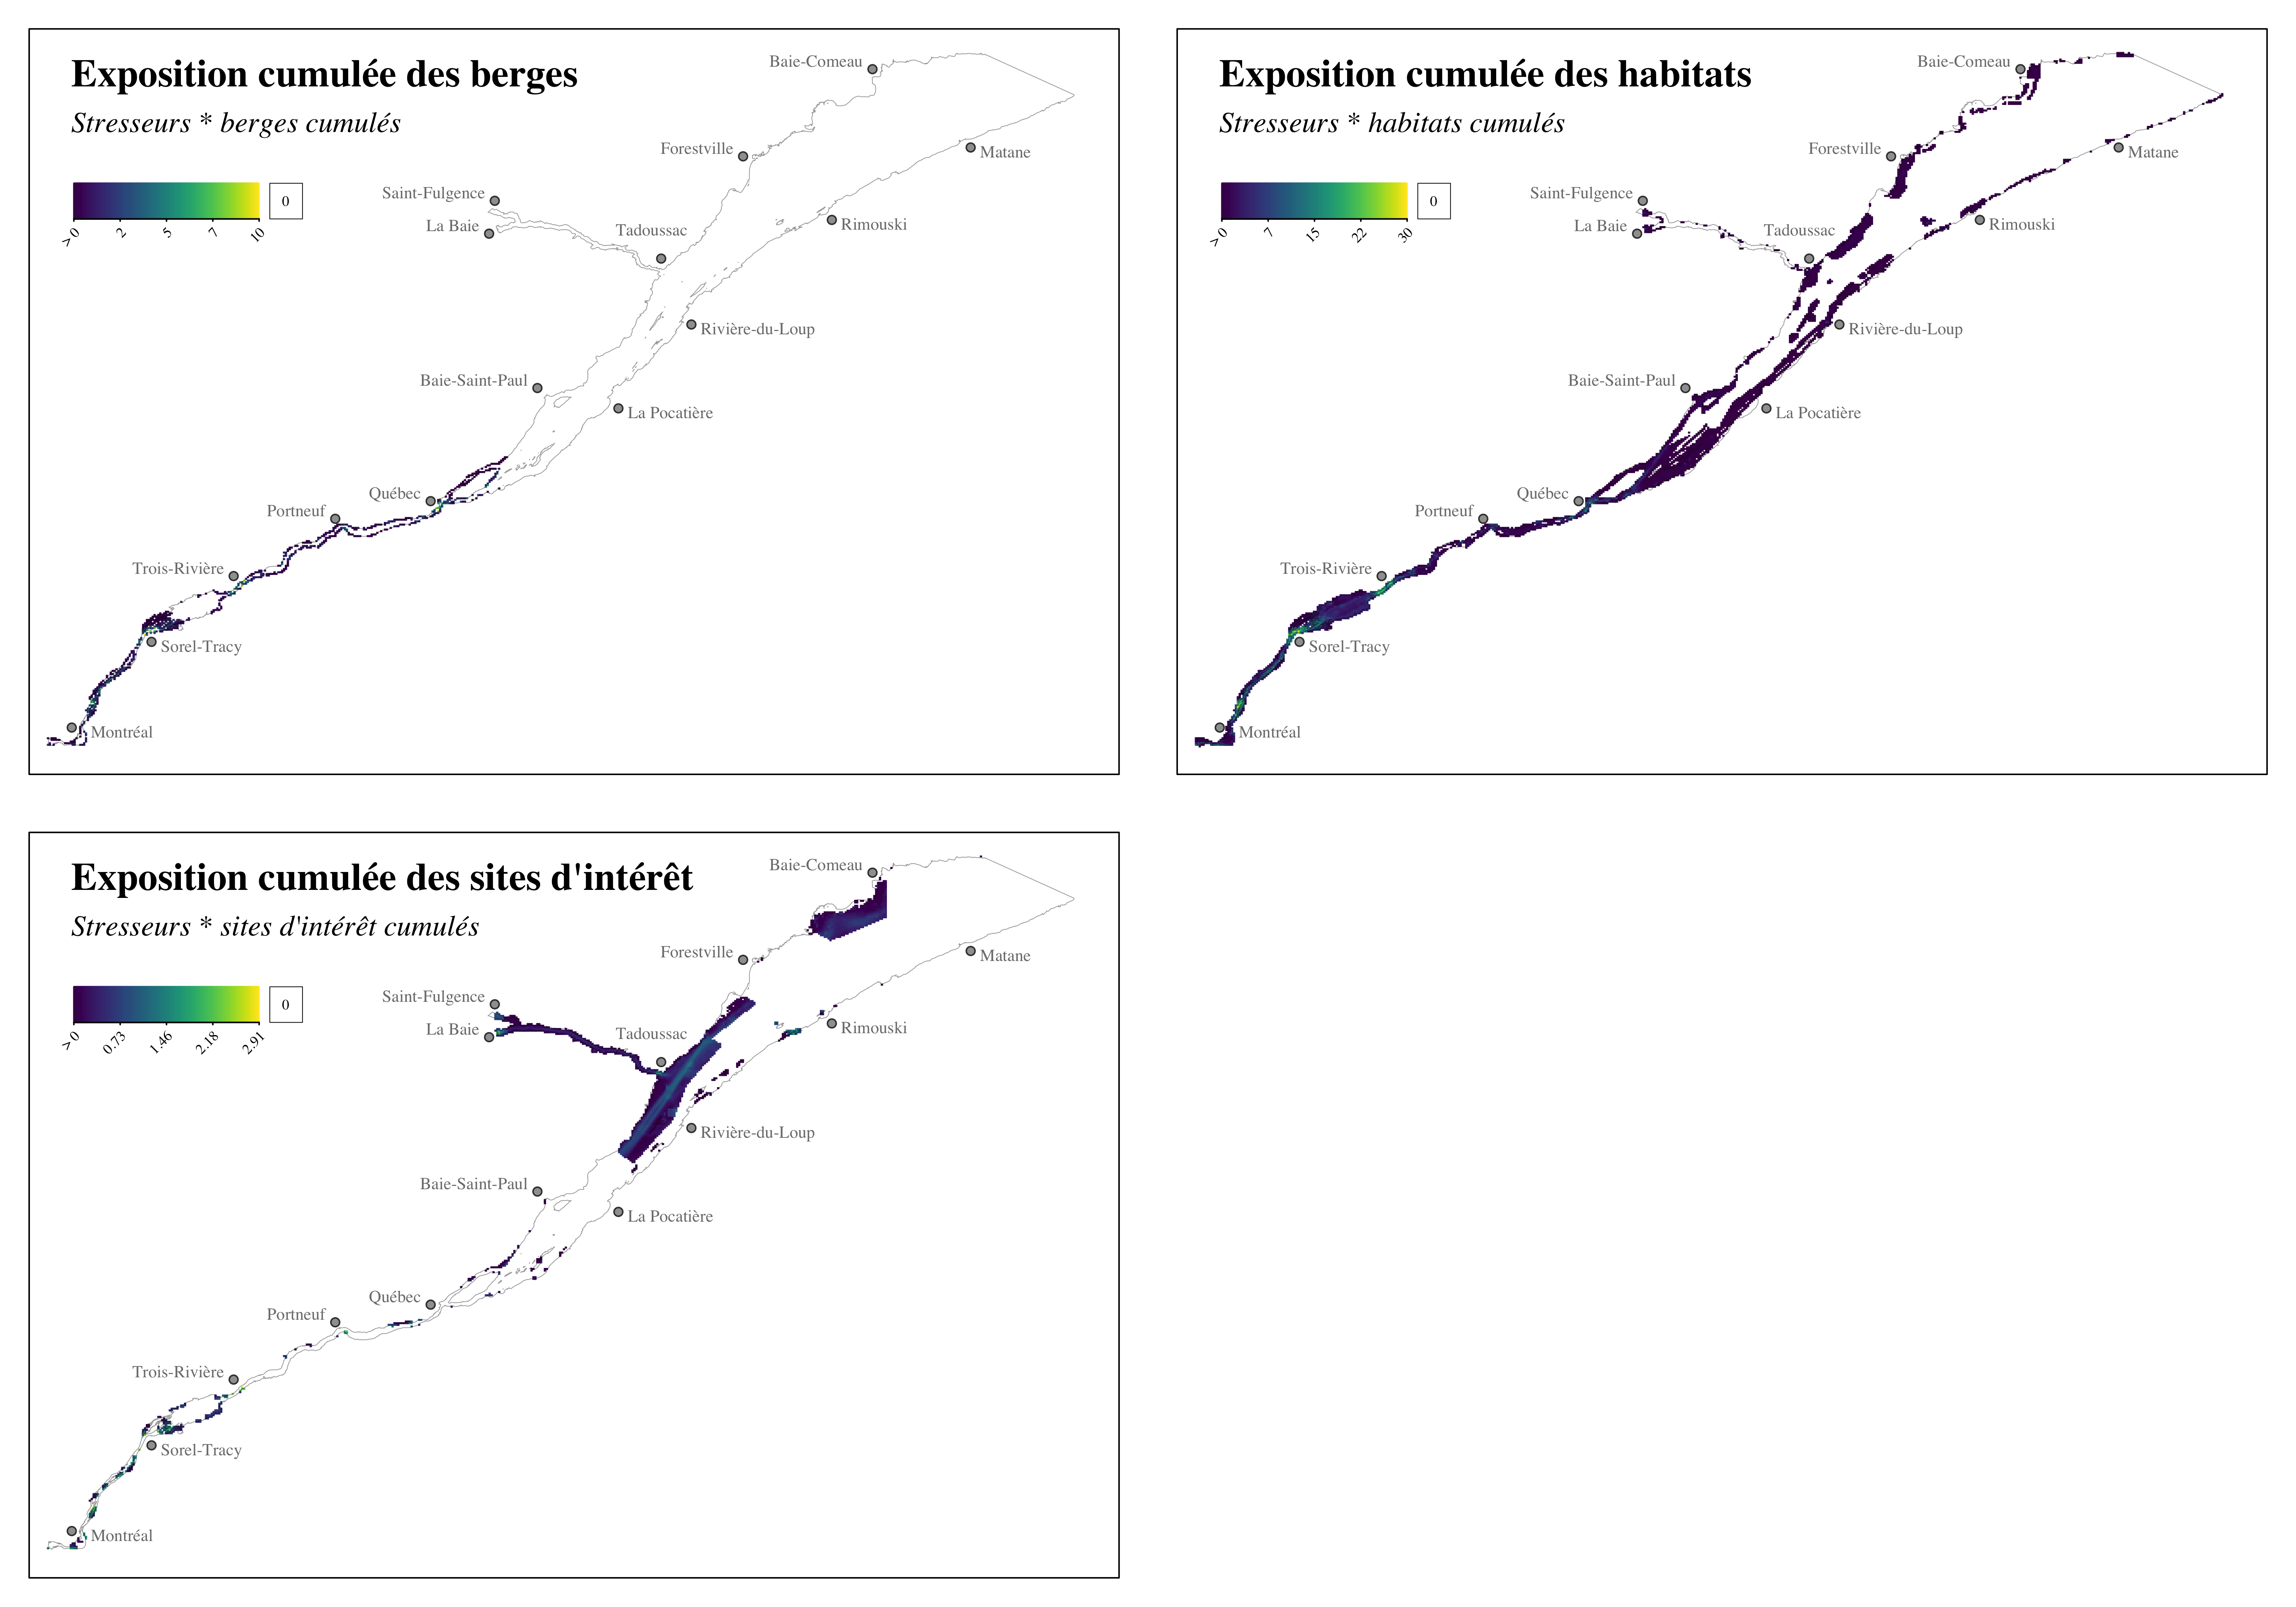 Exposition cumulée des berges
Stresseurs * berges cumulés
> 0
2
5
7
10
0
Baie-Comeau
Forestville
Matane
Saint-Fulgence
La Baie
Tadoussac
Rimouski
Rivière-du-Loup
Baie-Saint-Paul
La Pocatière
Québec
Portneuf
Trois-Rivière
Sorel-Tracy
Montréal
Exposition cumulée des habitats
Stresseurs * habitats cumulés
> 0
7
15
22
30
0
Baie-Comeau
Forestville
Matane
Saint-Fulgence
La Baie
Tadoussac
Rimouski
Rivière-du-Loup
Baie-Saint-Paul
La Pocatière
Québec
Portneuf
Trois-Rivière
Sorel-Tracy
Montréal
Exposition cumulée des sites d'intérêt
Stresseurs * sites d'intérêt cumulés
> 0
0.73
1.46
2.18
2.91
0
Baie-Comeau
Forestville
Matane
Saint-Fulgence
La Baie
Tadoussac
Rimouski
Rivière-du-Loup
Baie-Saint-Paul
La Pocatière
Québec
Portneuf
Trois-Rivière
Sorel-Tracy
Montréal